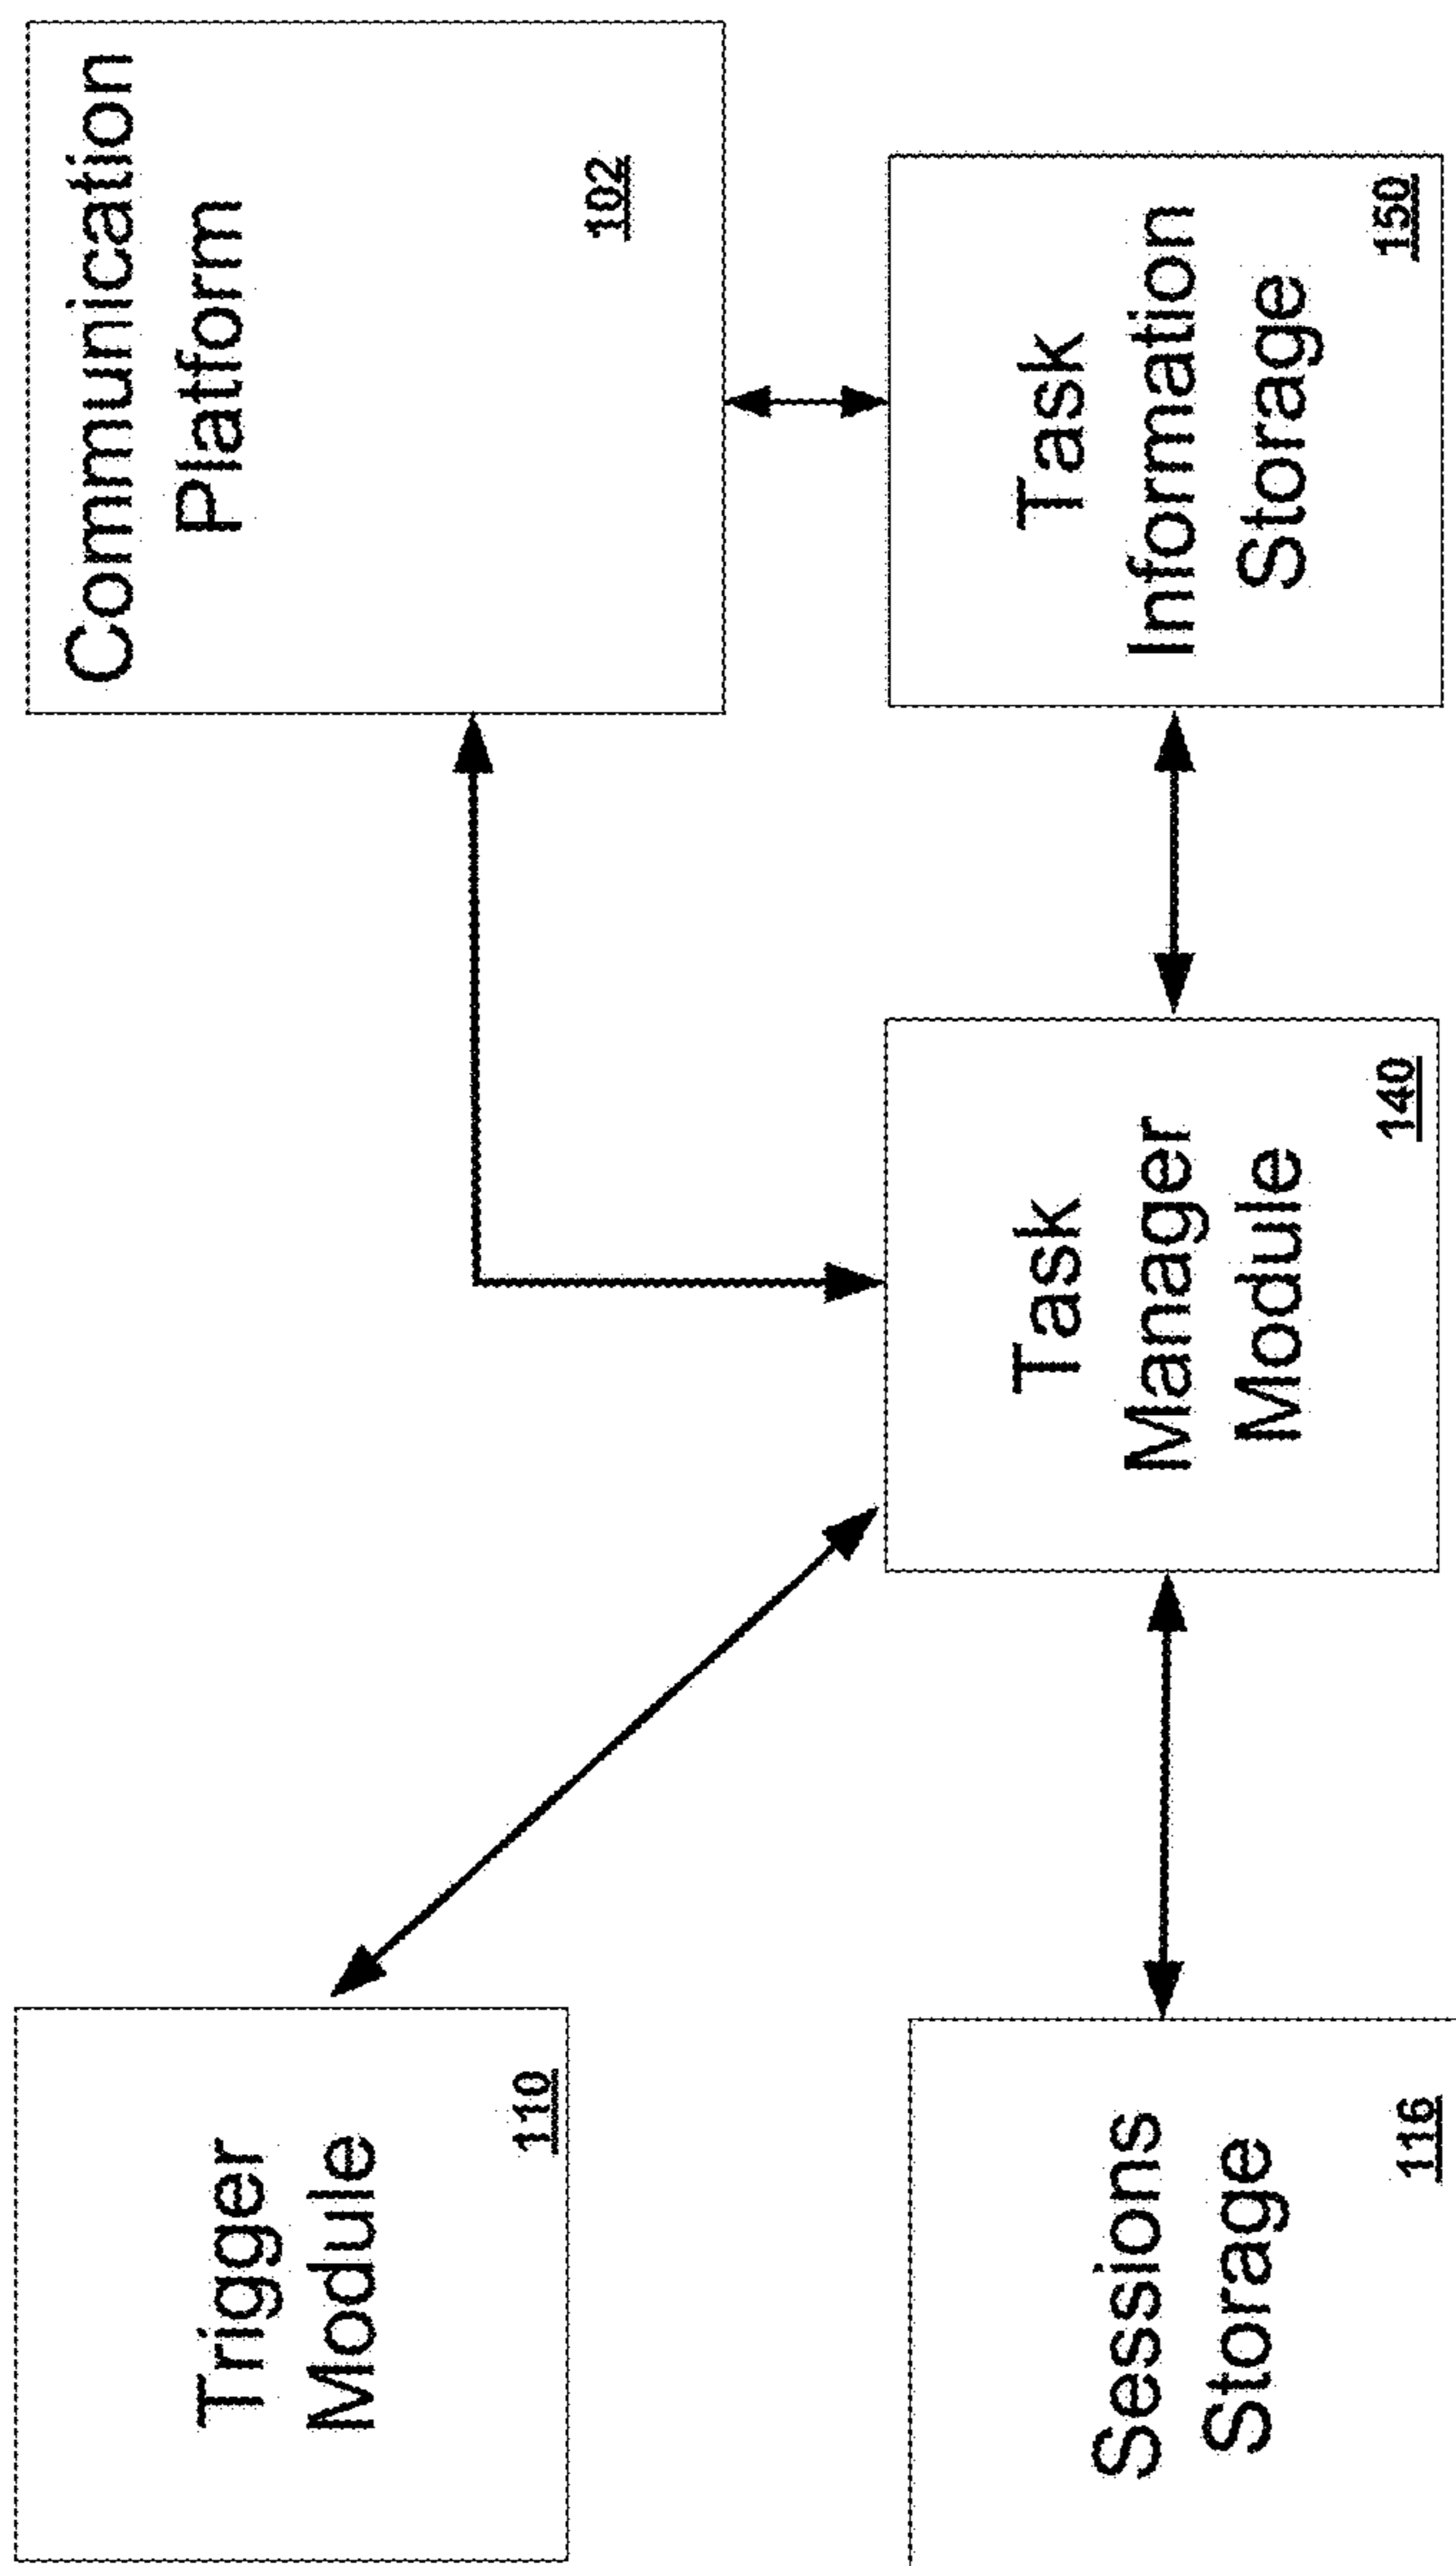 Trigger
Module
110
Communication
Platform
102
Sessions
Storage
116
Task
Manager
Module
140
Task
Information
Storage
150